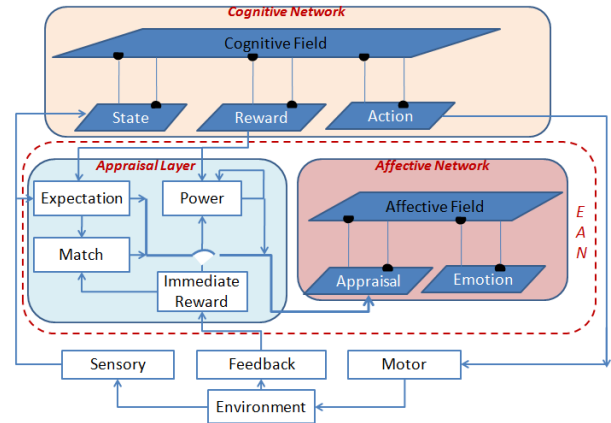 Cognitive Network
Cognitive Field
State
Reward
Action
Appraisal Layer
Expectation
Power
Match
Immediate
Reward
Affective Network
Affective Field
Appraisal
Emotion
E
A
N
Sensory
Feedback
Motor
Environment